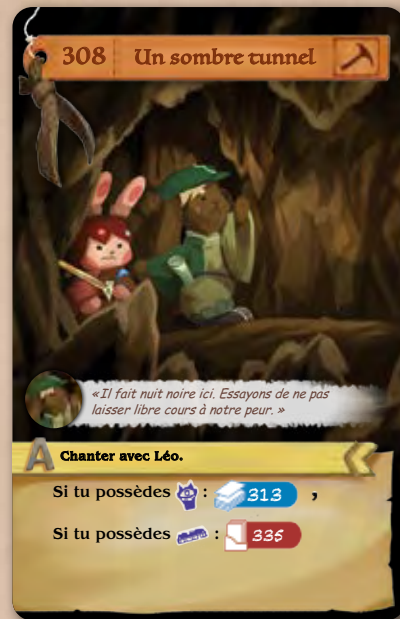 308 Un sombre tunnel
«Il fait nuit noire ici. Essayons de ne pas
laisser libre cours à notre peur. »
A Chanter avec Léo.
Si tu possèdes : 313 ,
Si tu possèdes : 335